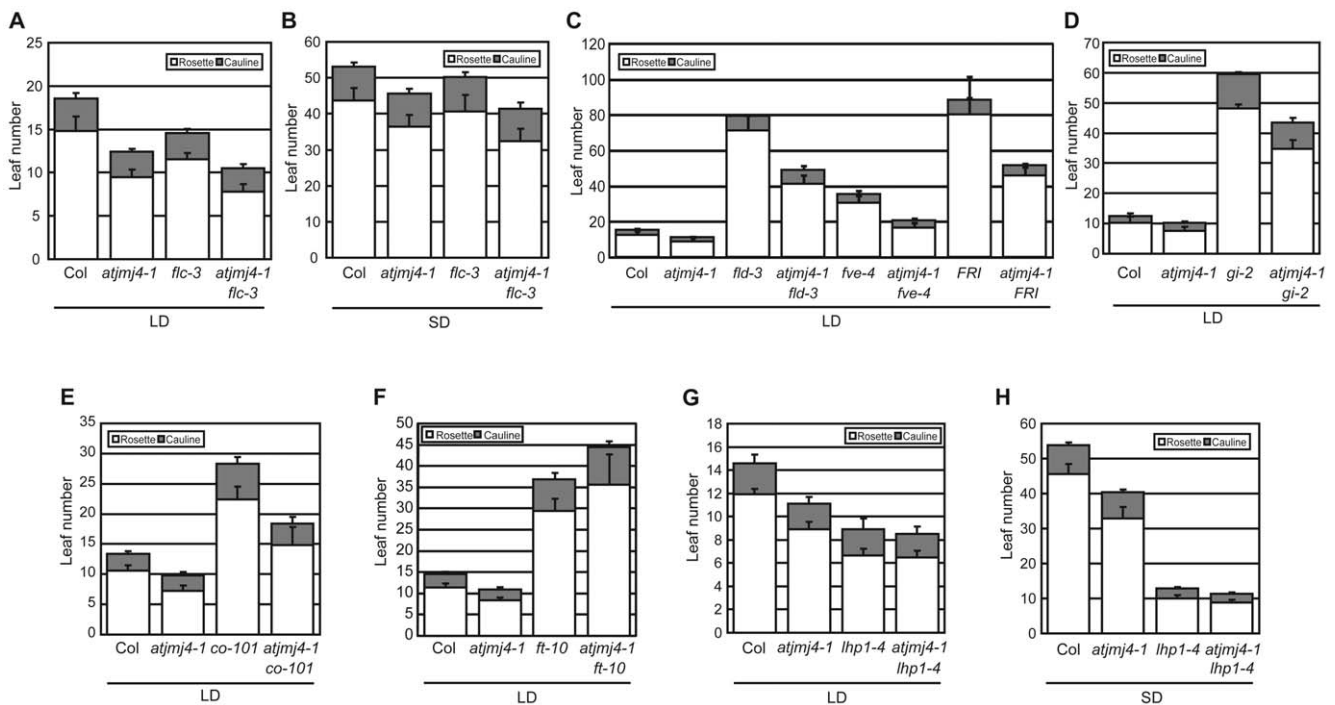 A
25
20
15
10
5
0
Leaf number
Rosette Cauline
Col atjmj4-1 flc-3 atjmj4-1
flc-3
LD
B
60
50
40
30
20
10
0
Leaf number
Rosette Cauline
Col atjmj4-1 flc-3 atjmj4-1
flc-3
SD
C
120
100
80
60
40
20
0
Leaf number
Rosette Cauline
Col atjmj4-1 fld-3 atjmj4-1 fve-4 atjmj4-1 FRI atjmj4-1
fld-3 fve-4 FRI
LD
D
70
60
50
40
30
20
10
0
Leaf number
Rosette Cauline
Col atjmj4-1 gi-2 atjmj4-1
gi-2
LD
E
35
30
25
20
15
10
5
0
Leaf number
Rosette Cauline
Col atjmj4-1 co-101 atjmj4-1
co-101
LD
F
50
45
40
35
30
25
20
15
10
5
0
Leaf number
Rosette Cauline
Col atjmj4-1 ft-10 atjmj4-1
ft-10
LD
G
18
16
14
12
10
8
6
4
2
0
Leaf number
Rosette Cauline
Col atjmj4-1 lhp1-4 atjmj4-1
lhp1-4
LD
H
60
50
40
30
20
10
0
Leaf number
Rosette Cauline
Col atjmj4-1 lhp1-4 atjmj4-1
lhp1-4
SD